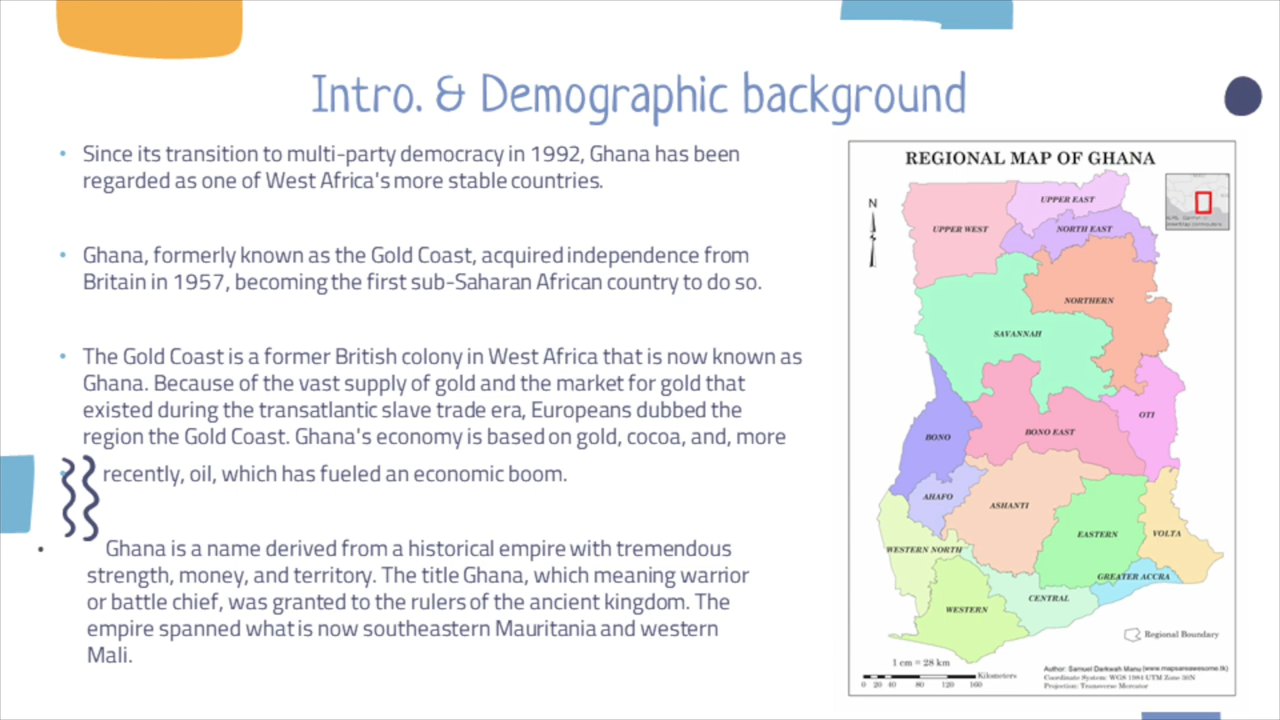 Intro. & Demographic background
Since its transition to multi-party democracy in 1992, Ghana has been
regarded as one of West Africa's more stable countries.
Ghana, formerly known as the Gold Coast, acquired independence from
Britain in 1957, becoming the first sub-Saharan African country to do so.
The Gold Coast is a former British colony in West Africa that is now known as
Ghana. Because of the vast supply of gold and the market for gold that
existed during the transatlantic slave trade era, Europeans dubbed the
region the Gold Coast. Ghana's economy is based on gold, cocoa, and, more
recently, oil, which has fueled an economic boom.
Ghana is a name derived from a historical empire with tremendous
strength, money, and territory. The title Ghana, which meaning warrior
or battle chief, was granted to the rulers of the ancient kingdom. The
empire spanned what is now southeastern Mauritania and western
Mali.
REGIONAL MAP OF GHANA
N
UPPER EAST
UPPER WEST
NORTH EAST
NORTHERN
SAVANNAH
OTI
BONO
BONO EAST
AHAFO
ASHANTI
EASTERN
VOLTA
WESTERN NORTH
GREATER ACCRA
CENTRAL
WESTERN
Regional Boundary
1 cm = 28 km
Kilometers
0 20 40 80 120 160
Author: Samuel Darkwah Manu (www.mapsareawesome.tk)
Coordinate System: WGS 1984 UTM Zone 30N
Projection: Transverse Mercator